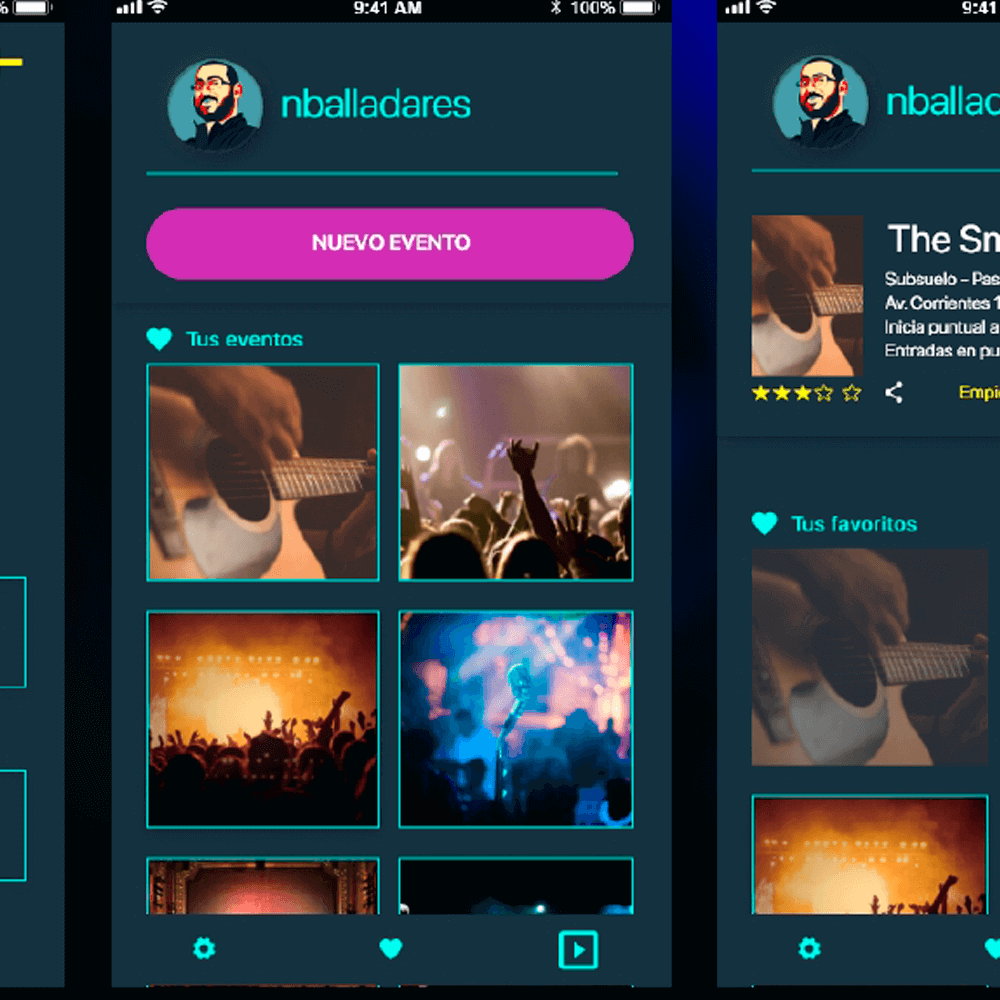 %
9:41 AM
100%
nballadares
NUEVO EVENTO
Tus eventos
9:41
nballad
The Sm
Subsuelo – Pas
Av. Corrientes 1
Inicia puntual a
Entradas en pu
Empi
Tus favoritos